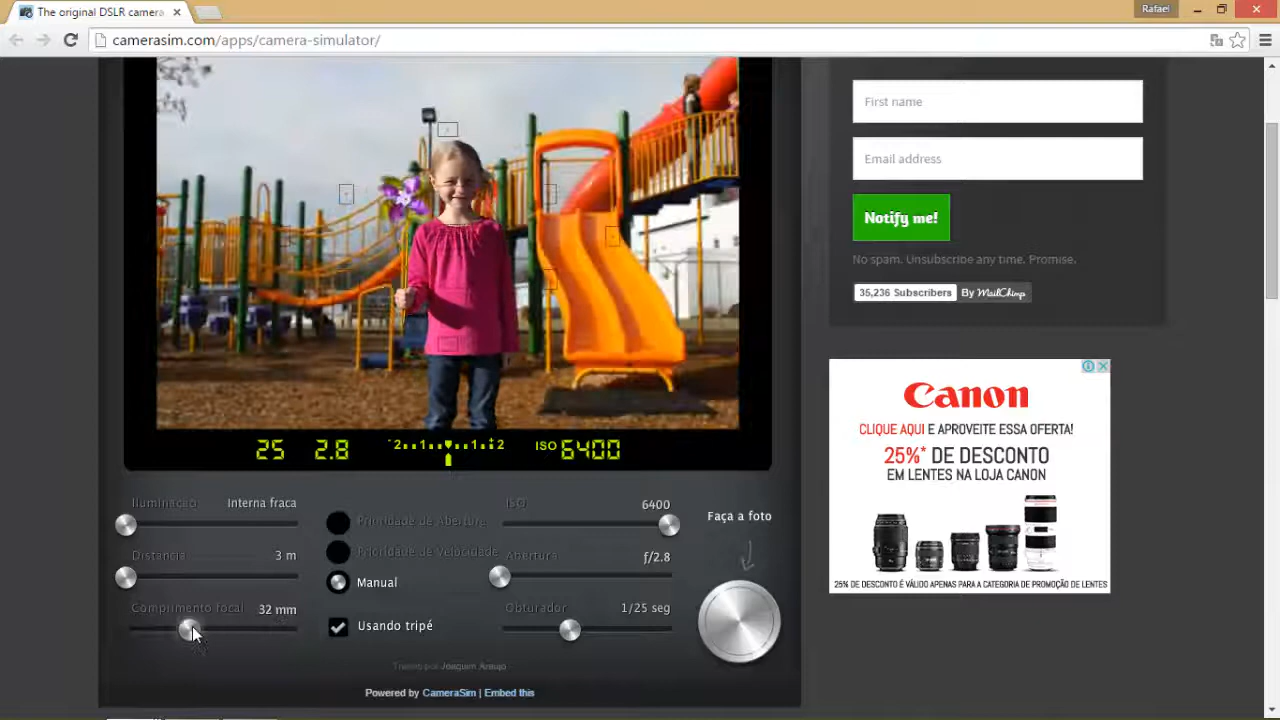 The original DSLR camera
Rafael
camerasim.com/apps/camera-simulator/
First name
Email address
Notify me!
No spam. Unsubscribe any time. Promise.
35,236 Subscribers By MailChimp
25 2.8 -2..1..▼..1..+2 ISO 6400
Iluminação Interna fraca
Distância 3 m
Comprimento focal 32 mm
Prioridade de Abertura
Prioridade de Velocidade
Manual
Usando tripé
ISO 6400
Abertura f/2.8
Obturador 1/25 seg
Faça a foto
Powered by CameraSim | Embed this
Canon
CLIQUE AQUI E APROVEITE ESSA OFERTA!
25%* DE DESCONTO
EM LENTES NA LOJA CANON
25% DE DESCONTO É VÁLIDO APENAS PARA A CATEGORIA DE PROMOÇÃO DE LENTES